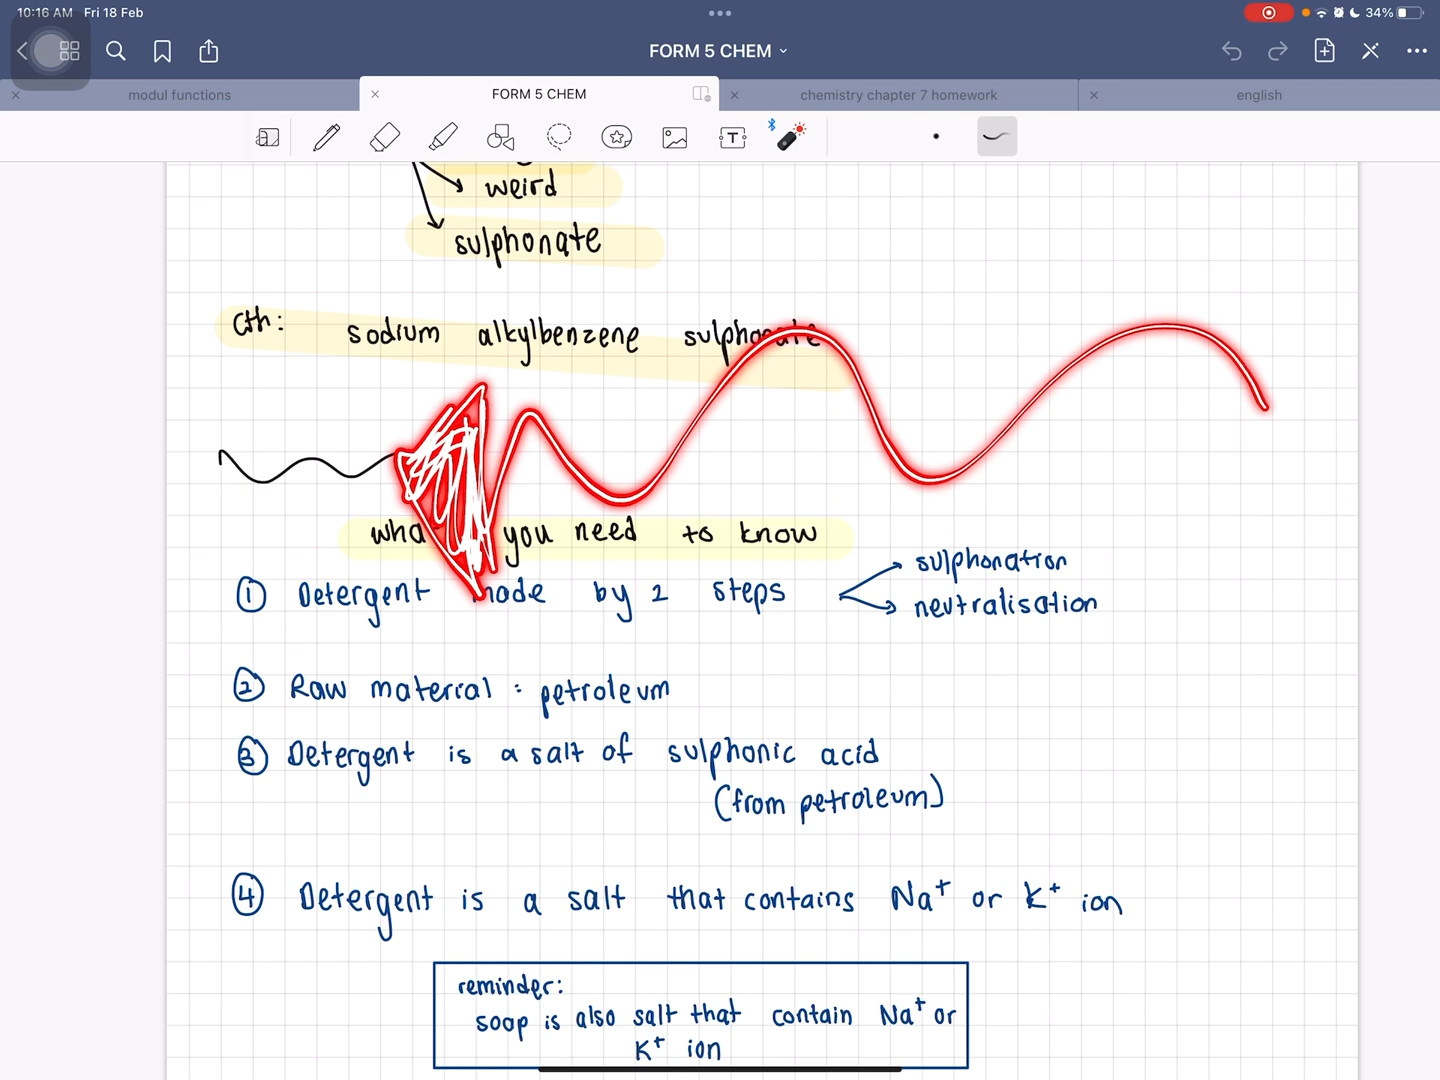 10:16 AM Fri 18 Feb
34%
FORM 5 CHEM
modul functions
FORM 5 CHEM
chemistry chapter 7 homework
english
T
weird
sulphonate
Cth: sodium alkylbenzene sulphonate
you need to know
① Detergent made by 2 steps
sulphonation
neutralisation
② Raw material : petroleum
③ Detergent is a salt of sulphonic acid
(from petroleum)
④ Detergent is a salt that contains Na⁺ or K⁺ ion
reminder:
soap is also salt that contain Na⁺ or
K⁺ ion